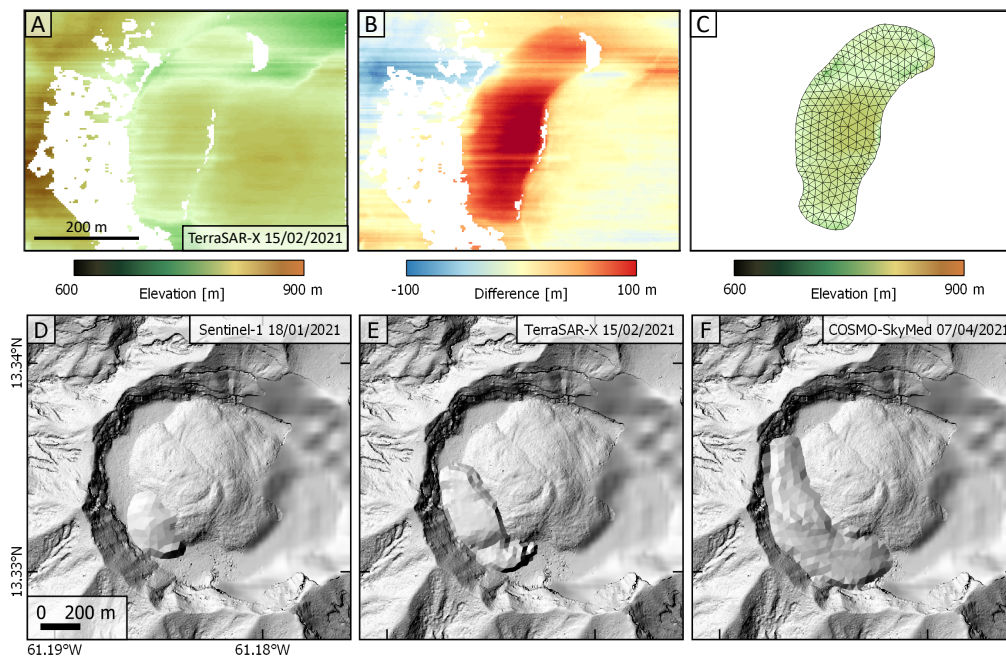 A
B
C
200 m
TerraSAR-X 15/02/2021
600
Elevation [m]
900 m
-100
Difference [m]
100 m
600
Elevation [m]
900 m
D
Sentinel-1 18/01/2021
E
TerraSAR-X 15/02/2021
F
COSMO-SkyMed 07/04/2021
13.34°N
13.33°N
0 200 m
61.19°W
61.18°W